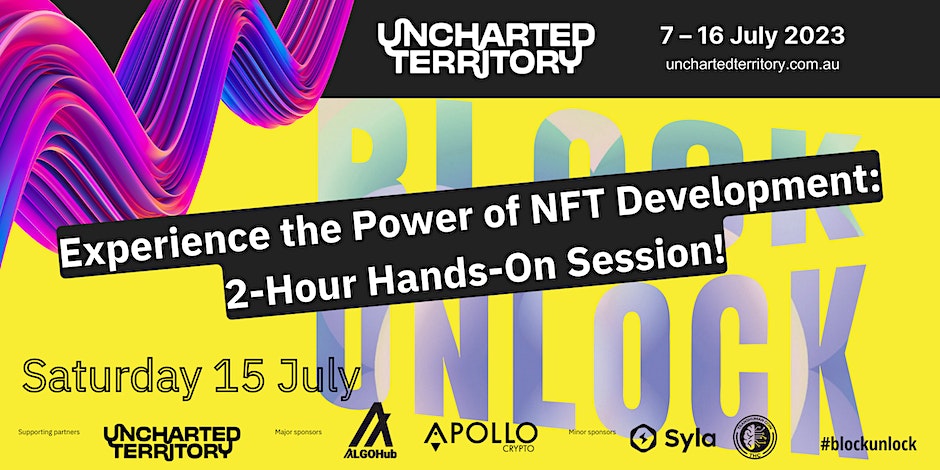 UNCHARTED
TERRITORY
7 – 16 July 2023
unchartedterritory.com.au
BLOCK
UNLOCK
Experience the Power of NFT Development:
2-Hour Hands-On Session!
Saturday 15 July
Supporting partners
UNCHARTED
TERRITORY
Major sponsors
ALGOHub
APOLLO
CRYPTO
Minor sponsors
Syla
#blockunlock